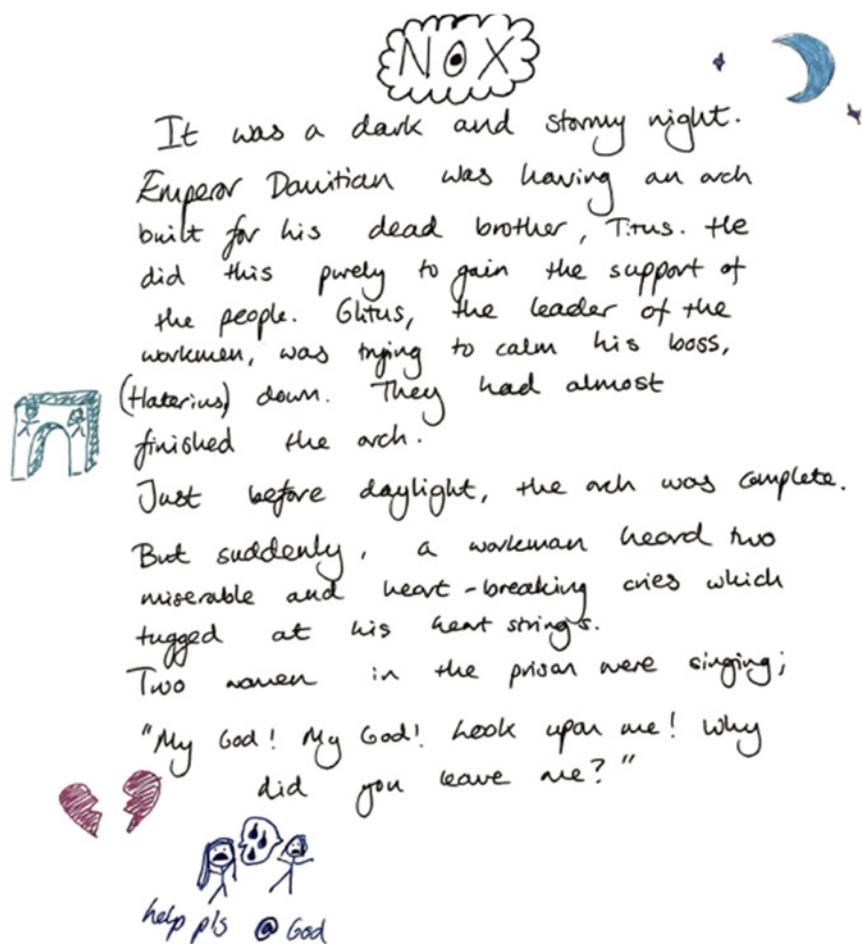 NOX
It was a dark and stormy night.
Emperor Domitian was having an arch
built for his dead brother, Titus. He
did this purely to gain the support of
the people. Glitus, the leader of the
workmen, was trying to calm his boss,
(Haterius) down. They had almost
finished the arch.
Just before daylight, the arch was complete.
But suddenly, a workman heard two
miserable and heart-breaking cries which
tugged at his heart strings.
Two women in the prison were singing;
"My God! My God! Look upon me! Why
did you leave me?"
help pls @ God